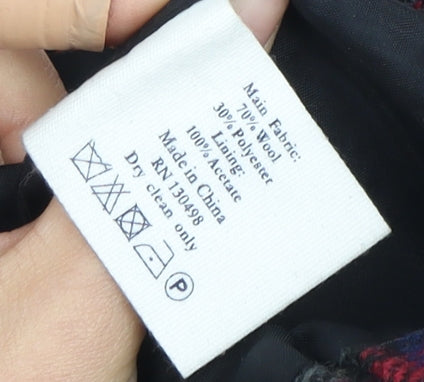 Main Fabric:
70% Wool
30% Polyester
Lining:
100% Acetate
Made in China
RN 130498
Dry clean only
P